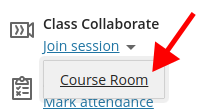 Class Collaborate
Join session
Course Room
Mark attendance